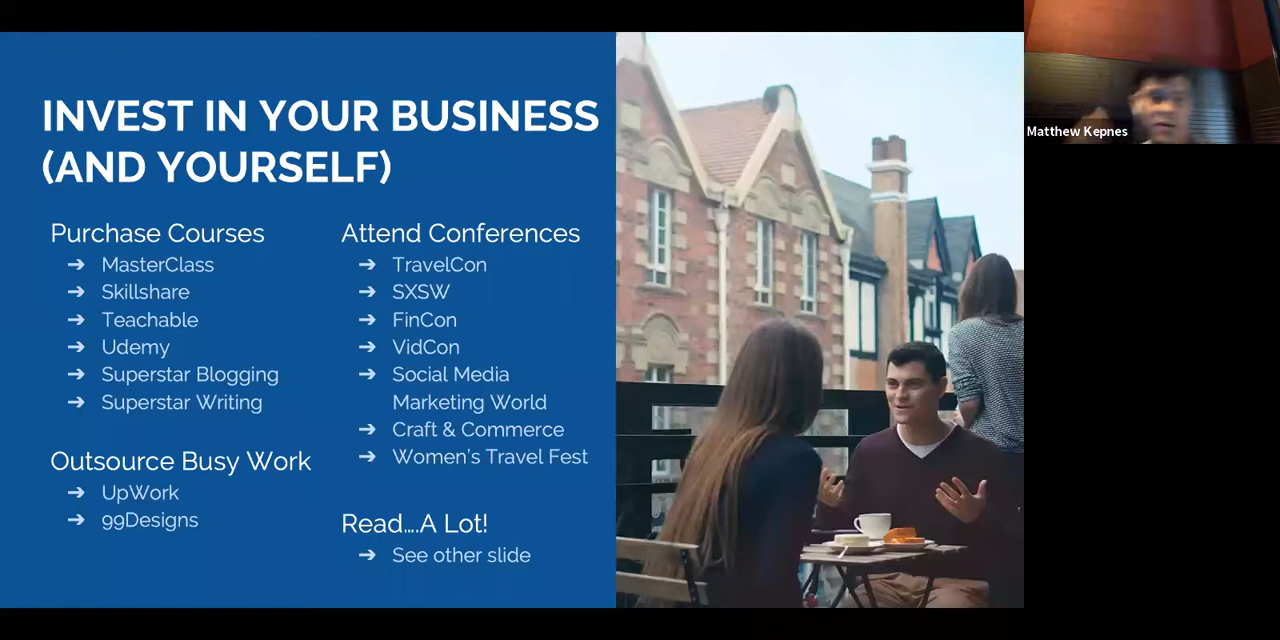 INVEST IN YOUR BUSINESS
(AND YOURSELF)
Purchase Courses
➔ MasterClass
➔ Skillshare
➔ Teachable
➔ Udemy
➔ Superstar Blogging
➔ Superstar Writing
Outsource Busy Work
➔ UpWork
➔ 99Designs
Attend Conferences
➔ TravelCon
➔ SXSW
➔ FinCon
➔ VidCon
➔ Social Media
Marketing World
➔ Craft & Commerce
➔ Women's Travel Fest
Read....A Lot!
➔ See other slide
Matthew Kepnes